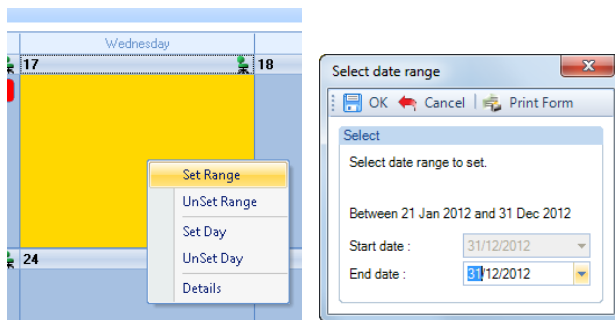 Wednesday
17
18
Set Range
UnSet Range
Set Day
UnSet Day
Details
24
Select date range
OK Cancel Print Form
Select
Select date range to set.
Between 21 Jan 2012 and 31 Dec 2012
Start date : 31/12/2012
End date : 31/12/2012